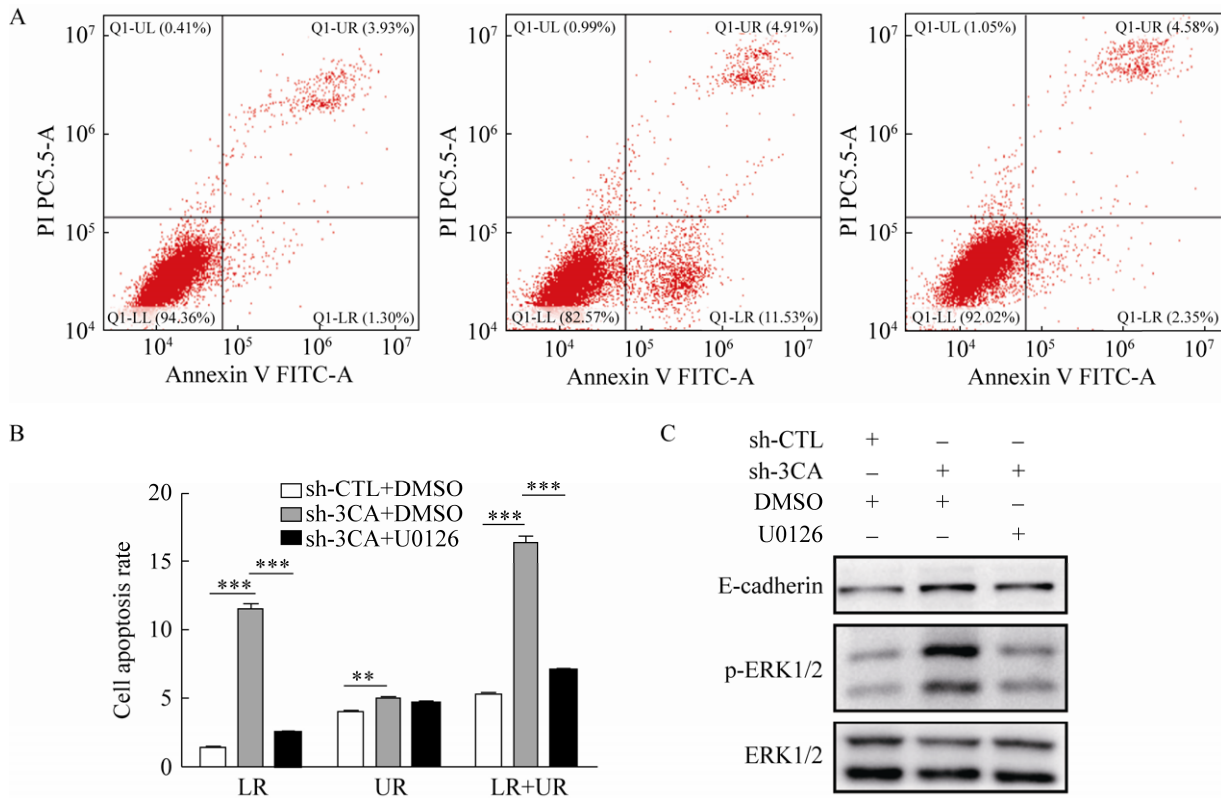 A
Q1-UL (0.41%) Q1-UR (3.93%)
10⁷
10⁶
10⁵
10⁴
PI PC5.5-A
Q1-LL (94.36%) Q1-LR (1.30%)
10⁴ 10⁵ 10⁶ 10⁷
Annexin V FITC-A
Q1-UL (0.99%) Q1-UR (4.91%)
10⁷
10⁶
10⁵
10⁴
PI PC5.5-A
Q1-LL (82.57%) Q1-LR (11.53%)
10⁴ 10⁵ 10⁶ 10⁷
Annexin V FITC-A
Q1-UL (1.05%) Q1-UR (4.58%)
10⁷
10⁶
10⁵
10⁴
PI PC5.5-A
Q1-LL (92.02%) Q1-LR (2.35%)
10⁴ 10⁵ 10⁶ 10⁷
Annexin V FITC-A
B
sh-CTL+DMSO
sh-3CA+DMSO
sh-3CA+U0126
20
15
10
5
0
Cell apoptosis rate
*** ***
**
*** ***
LR UR LR+UR
C
sh-CTL + – –
sh-3CA – + +
DMSO + + –
U0126 – – +
E-cadherin
p-ERK1/2
ERK1/2